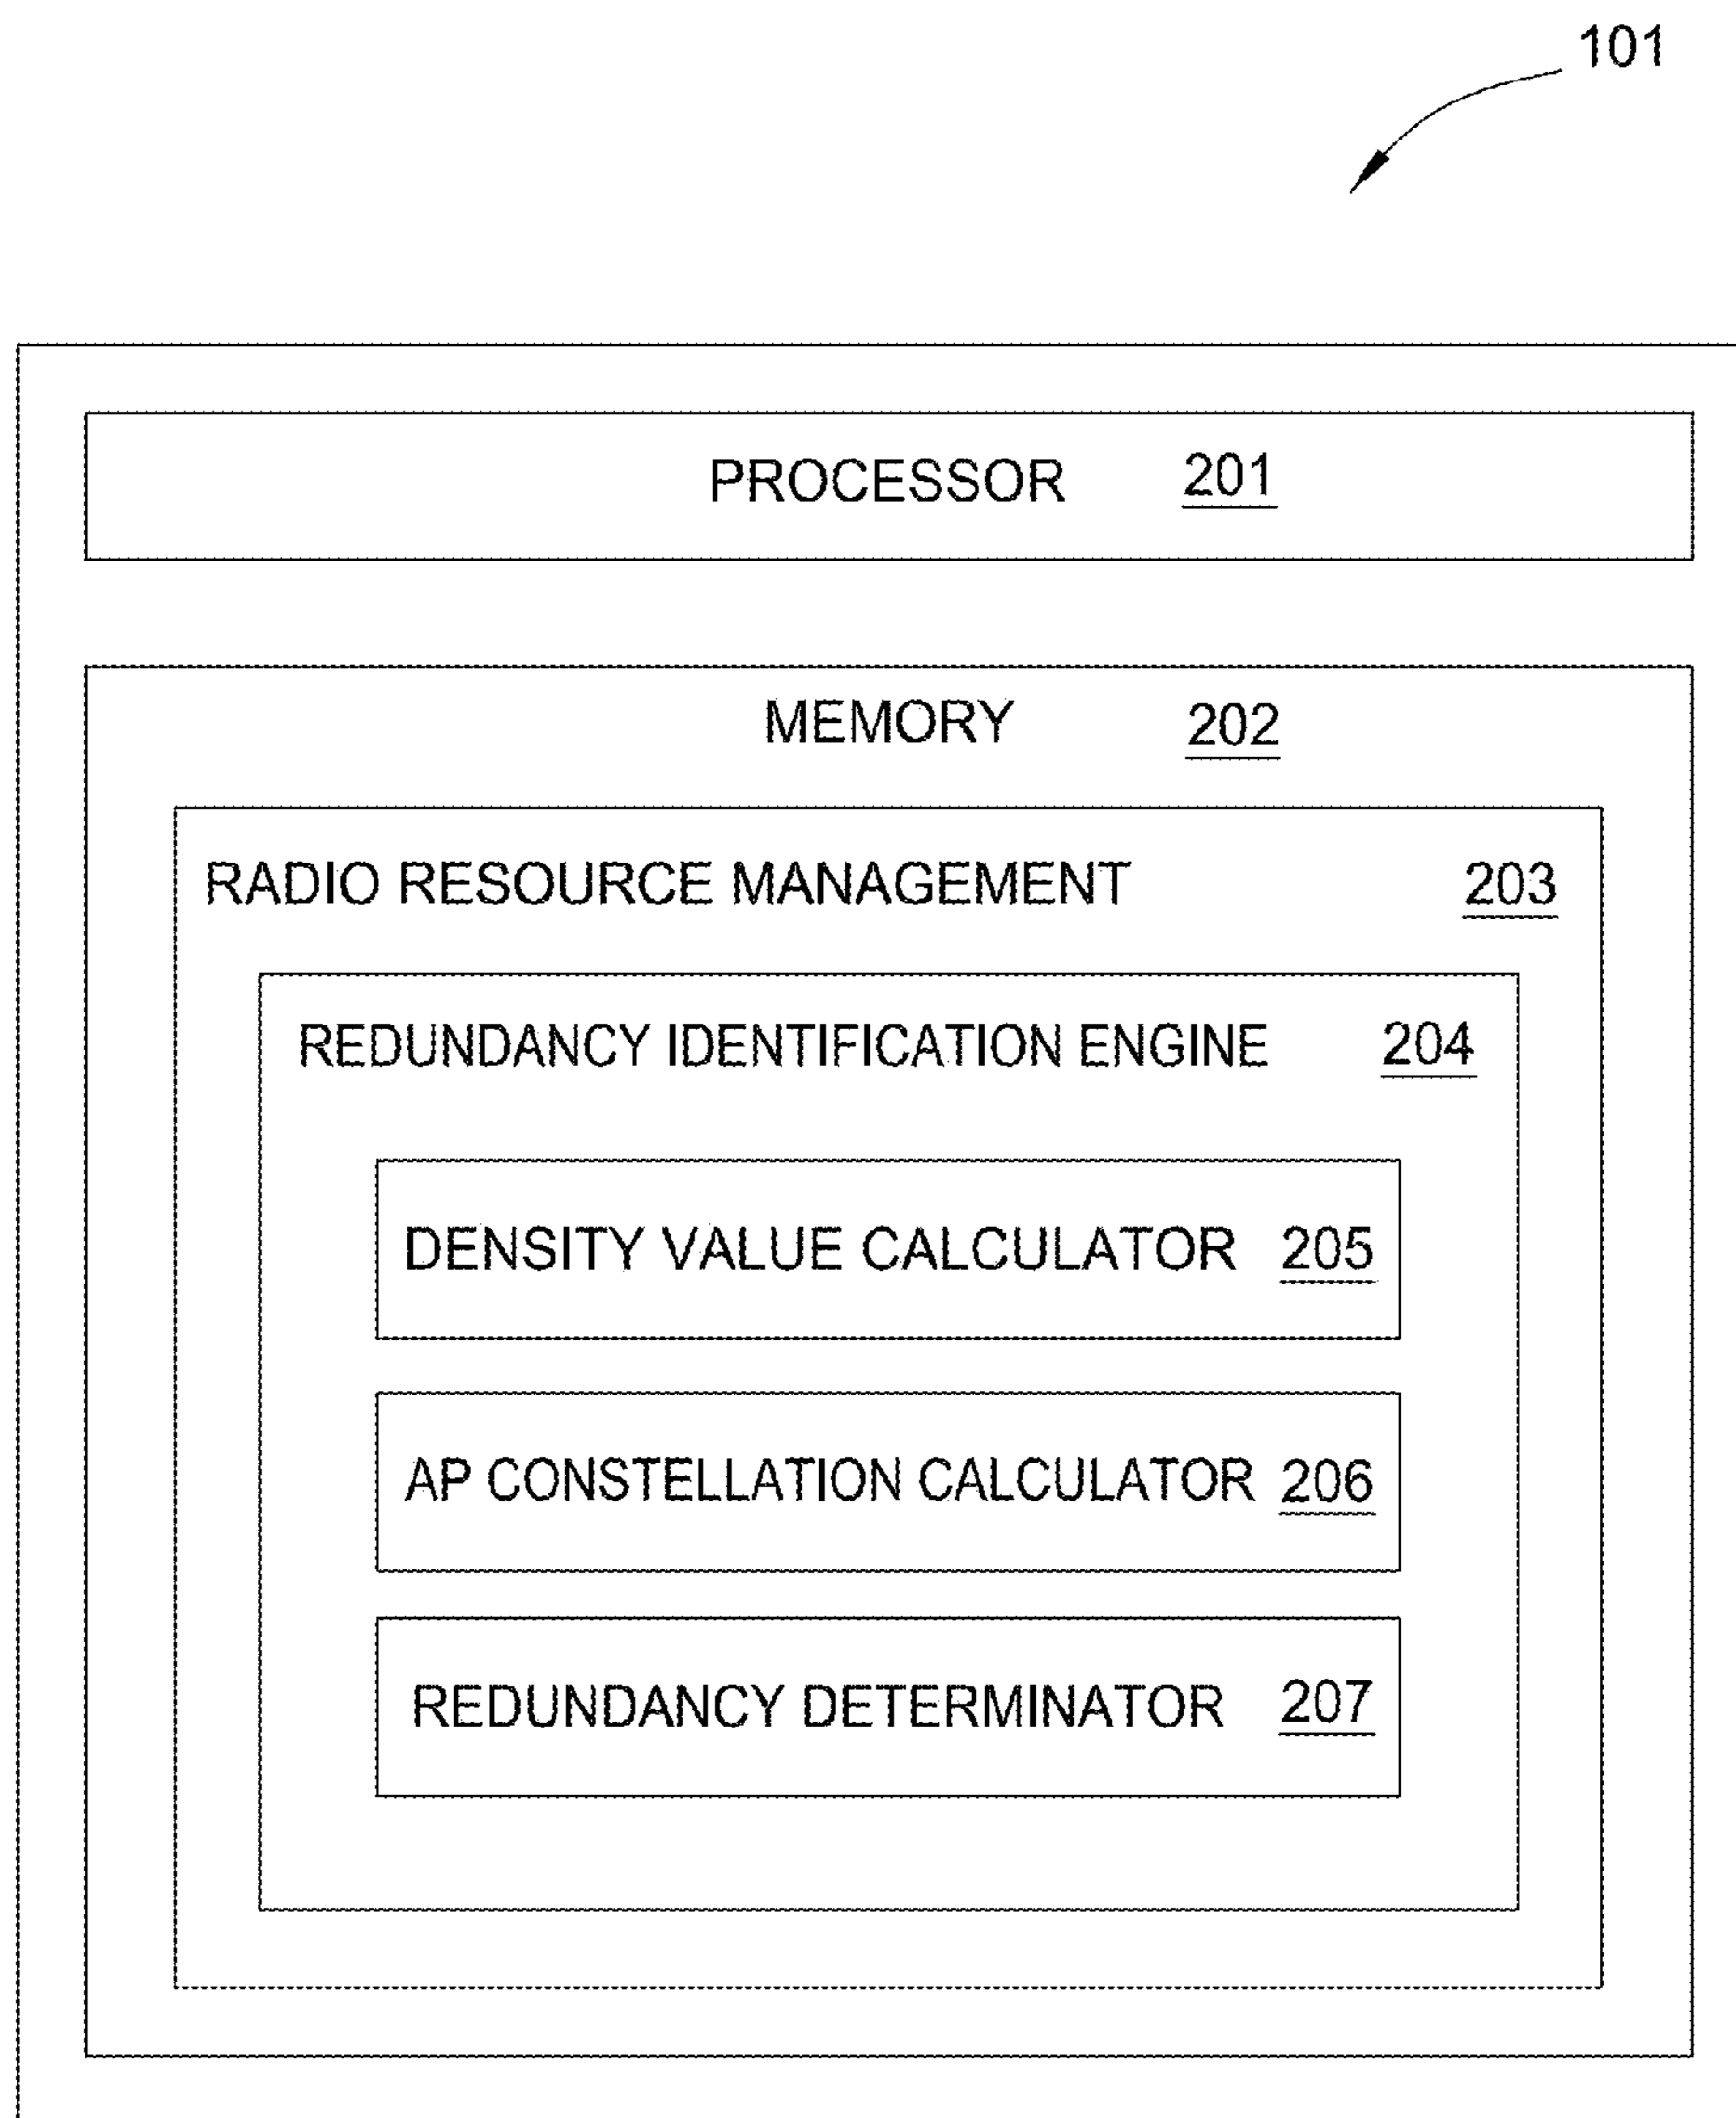 101
PROCESSOR 201
MEMORY 202
RADIO RESOURCE MANAGEMENT 203
REDUNDANCY IDENTIFICATION ENGINE 204
DENSITY VALUE CALCULATOR 205
AP CONSTELLATION CALCULATOR 206
REDUNDANCY DETERMINATOR 207